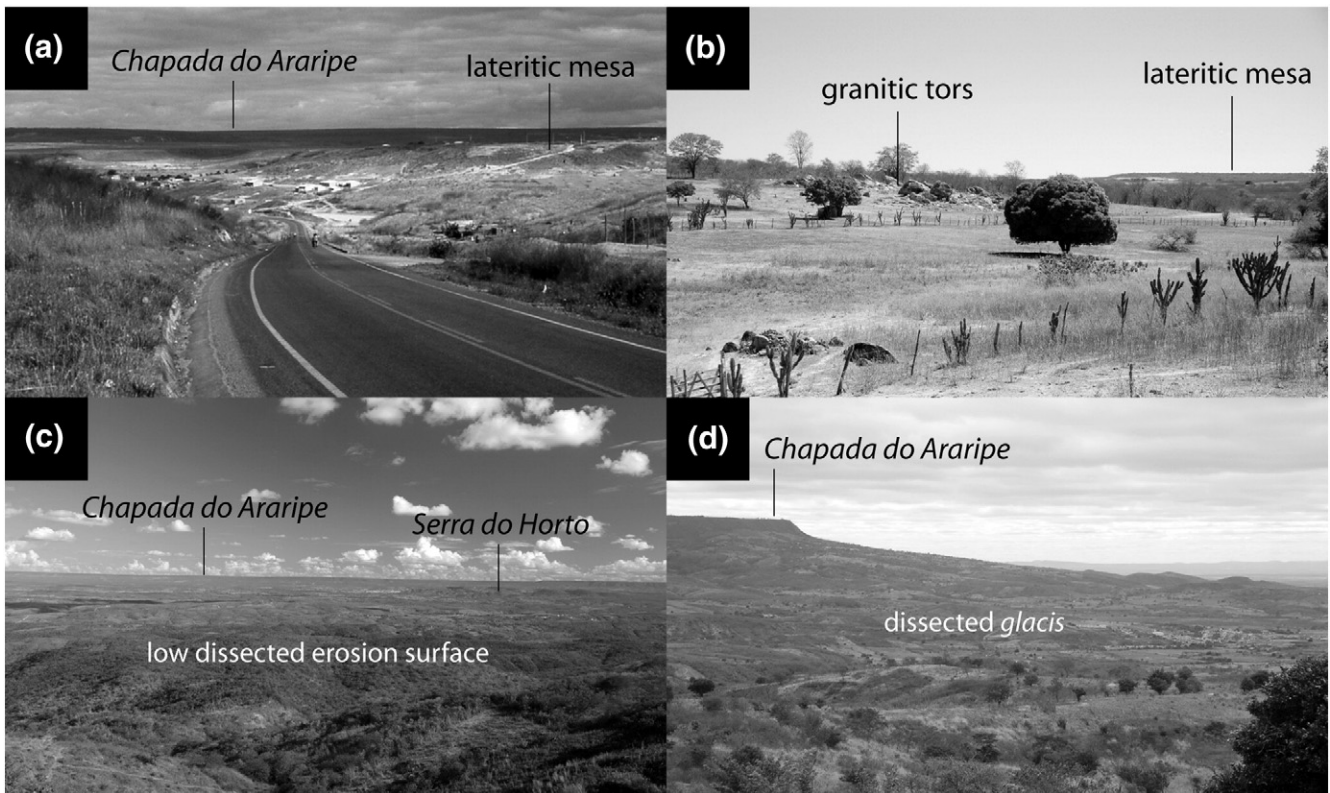 (a)
Chapada do Araripe
lateritic mesa
(b)
granitic tors
lateritic mesa
(c)
Chapada do Araripe
Serra do Horto
low dissected erosion surface
(d)
Chapada do Araripe
dissected glacis